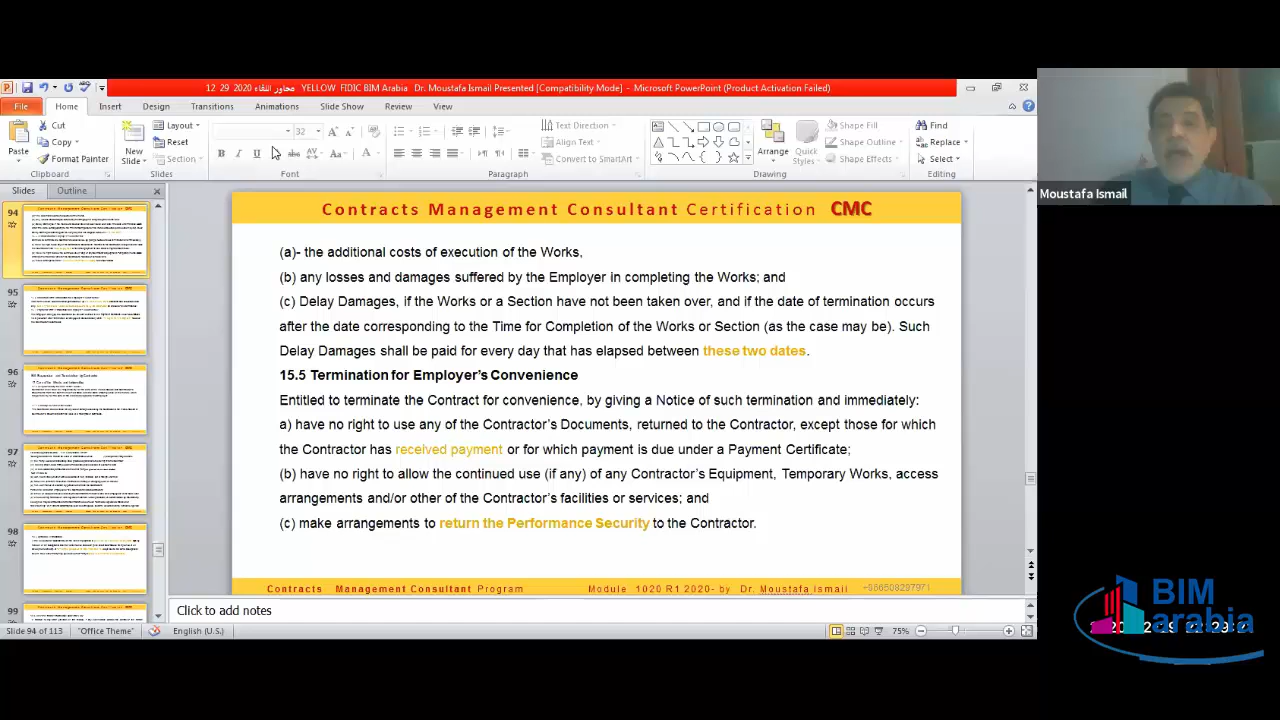 12 29 2020 محاور اللقاء YELLOW FIDIC BIM Arabia Dr. Moustafa Ismail Presented [Compatibility Mode] - Microsoft PowerPoint (Product Activation Failed)
File Home Insert Design Transitions Animations Slide Show Review View
Paste
Cut
Copy
Format Painter
Clipboard
New Slide
Layout
Reset
Section
Slides
32
Font
Paragraph
Text Direction
Align Text
Convert to SmartArt
Arrange
Quick Styles
Shape Fill
Shape Outline
Shape Effects
Drawing
Find
Replace
Select
Editing
Moustafa Ismail
Slides Outline
94
95
96
97
98
99
Contracts Management Consultant Certification CMC
(a)- the additional costs of execution of the Works,
(b) any losses and damages suffered by the Employer in completing the Works; and
(c) Delay Damages, if the Works or a Section have not been taken over, and if the date of termination occurs
after the date corresponding to the Time for Completion of the Works or Section (as the case may be). Such
Delay Damages shall be paid for every day that has elapsed between these two dates.
15.5 Termination for Employer's Convenience
Entitled to terminate the Contract for convenience, by giving a Notice of such termination and immediately:
a) have no right to use any of the Contractor's Documents, returned to the Contractor, except those for which
the Contractor has received payment or for which payment is due under a Payment Certificate;
(b) have no right to allow the continued use (if any) of any Contractor's Equipment, Temporary Works, access
arrangements and/or other of the Contractor's facilities or services; and
(c) make arrangements to return the Performance Security to the Contractor.
Contracts Management Consultant Program Module 1020 R1 2020- by Dr. Moustafa ismail +966508297971
Click to add notes
Slide 94 of 113 "Office Theme" English (U.S.) 75%
BIM
arabia